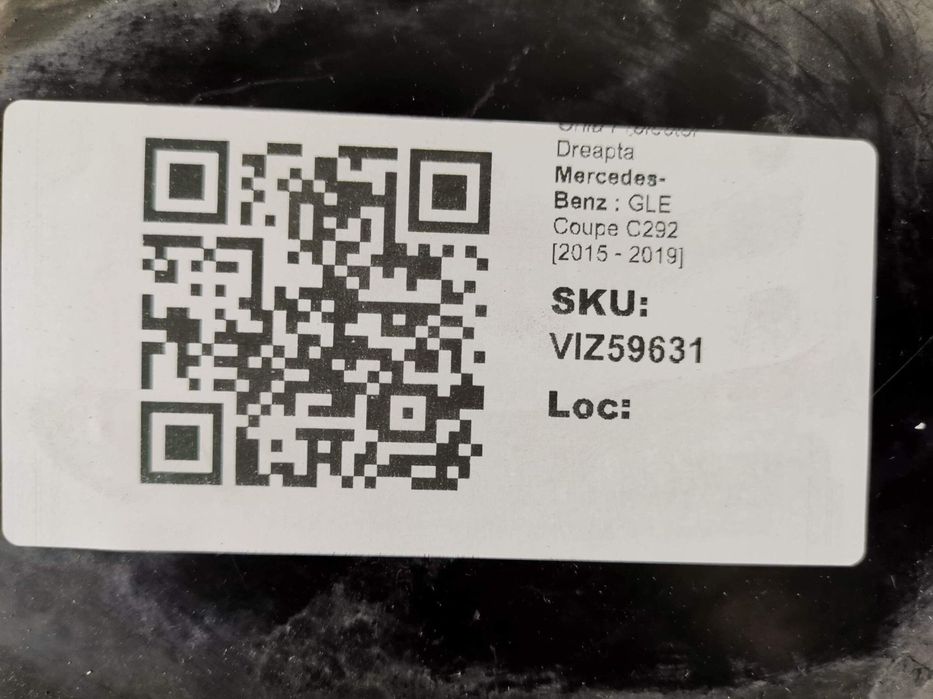 Dreapta
Mercedes-
Benz : GLE
Coupe C292
[2015 - 2019]
SKU:
VIZ59631
Loc: